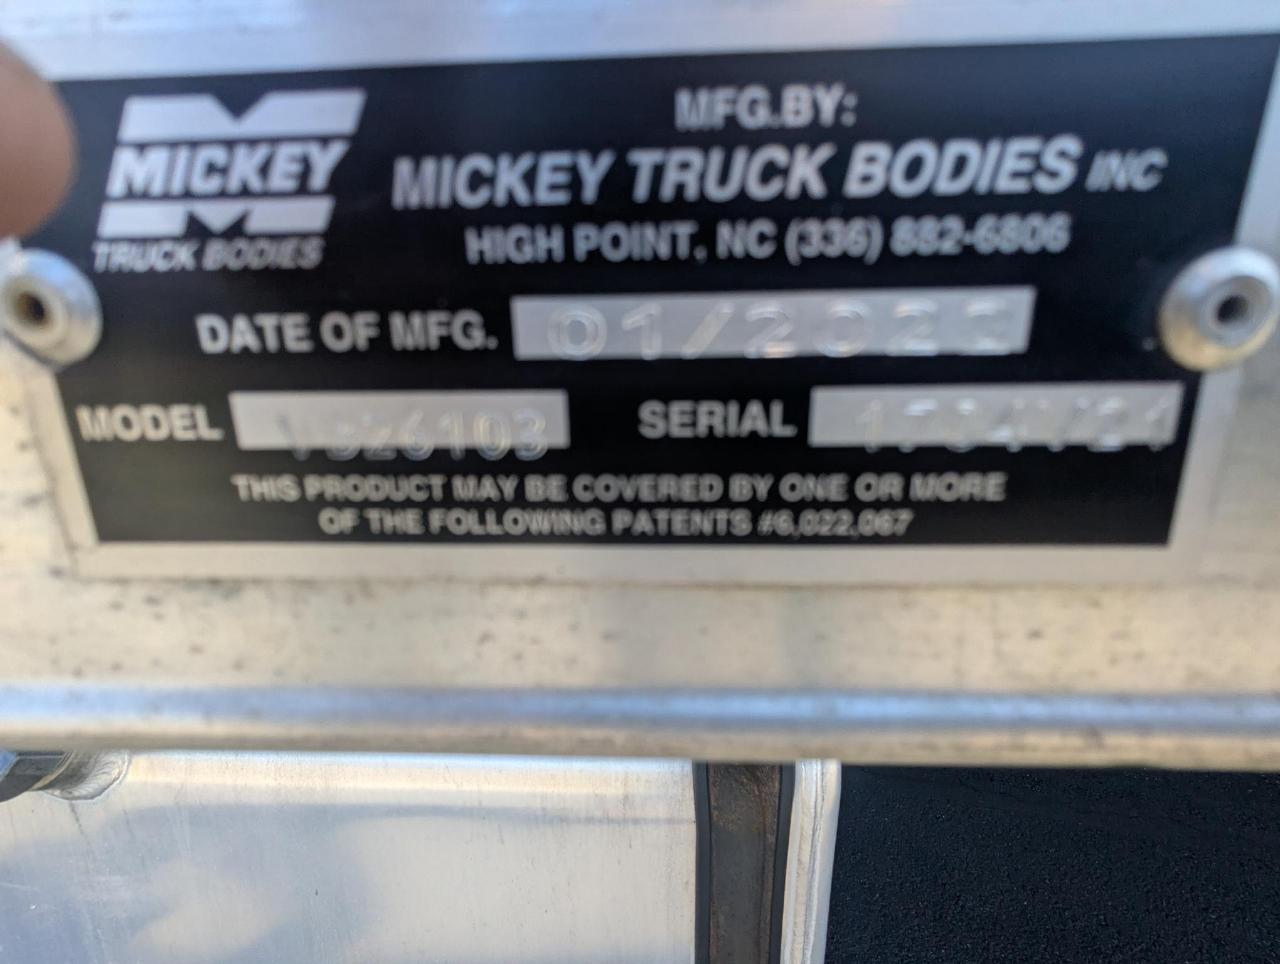 MICKEY
TRUCK BODIES
MFG.BY:
MICKEY TRUCK BODIES INC
HIGH POINT, NC (336) 882-6806
DATE OF MFG.
MODEL
SERIAL
THIS PRODUCT MAY BE COVERED BY ONE OR MORE
OF THE FOLLOWING PATENTS #6,022,067